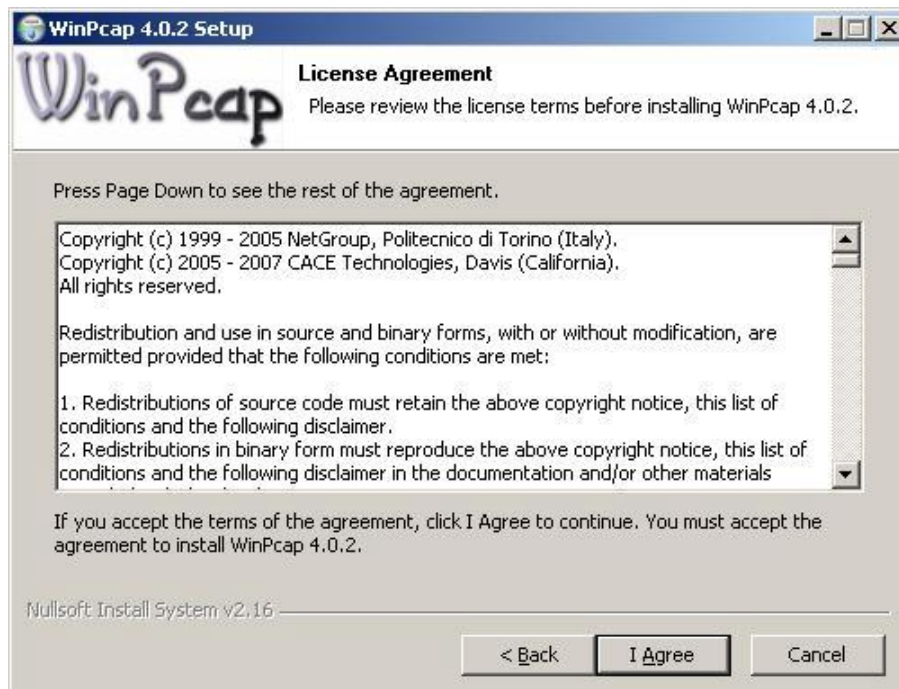 WinPcap 4.0.2 Setup
WinPcap
License Agreement
Please review the license terms before installing WinPcap 4.0.2.
Press Page Down to see the rest of the agreement.
Copyright (c) 1999 - 2005 NetGroup, Politecnico di Torino (Italy).
Copyright (c) 2005 - 2007 CACE Technologies, Davis (California).
All rights reserved.
Redistribution and use in source and binary forms, with or without modification, are
permitted provided that the following conditions are met:
1. Redistributions of source code must retain the above copyright notice, this list of
conditions and the following disclaimer.
2. Redistributions in binary form must reproduce the above copyright notice, this list of
conditions and the following disclaimer in the documentation and/or other materials
If you accept the terms of the agreement, click I Agree to continue. You must accept the
agreement to install WinPcap 4.0.2.
Nullsoft Install System v2.16
< Back
I Agree
Cancel